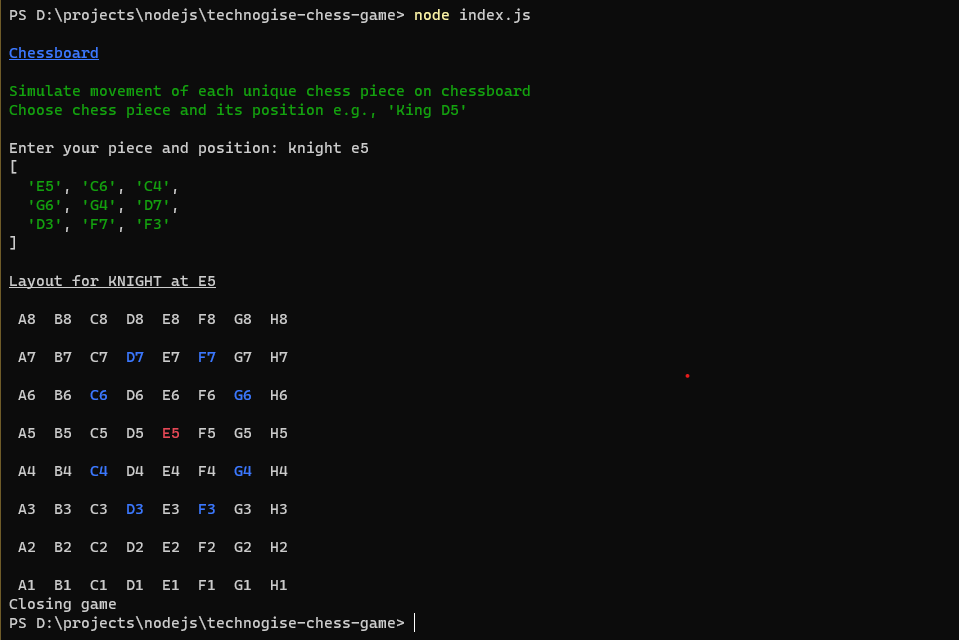 PS D:\projects\nodejs\technogise-chess-game> node index.js
Chessboard
Simulate movement of each unique chess piece on chessboard
Choose chess piece and its position e.g., 'King D5'
Enter your piece and position: knight e5
[
'E5', 'C6', 'C4',
'G6', 'G4', 'D7',
'D3', 'F7', 'F3'
]
Layout for KNIGHT at E5
A8 B8 C8 D8 E8 F8 G8 H8
A7 B7 C7 D7 E7 F7 G7 H7
A6 B6 C6 D6 E6 F6 G6 H6
A5 B5 C5 D5 E5 F5 G5 H5
A4 B4 C4 D4 E4 F4 G4 H4
A3 B3 C3 D3 E3 F3 G3 H3
A2 B2 C2 D2 E2 F2 G2 H2
A1 B1 C1 D1 E1 F1 G1 H1
Closing game
PS D:\projects\nodejs\technogise-chess-game>